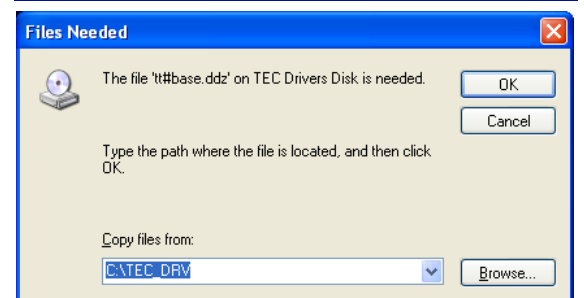 Files Needed
The file 'tt#base.ddz' on TEC Drivers Disk is needed.
OK
Cancel
Type the path where the file is located, and then click
OK.
Copy files from:
C:\TEC_DRV
Browse...